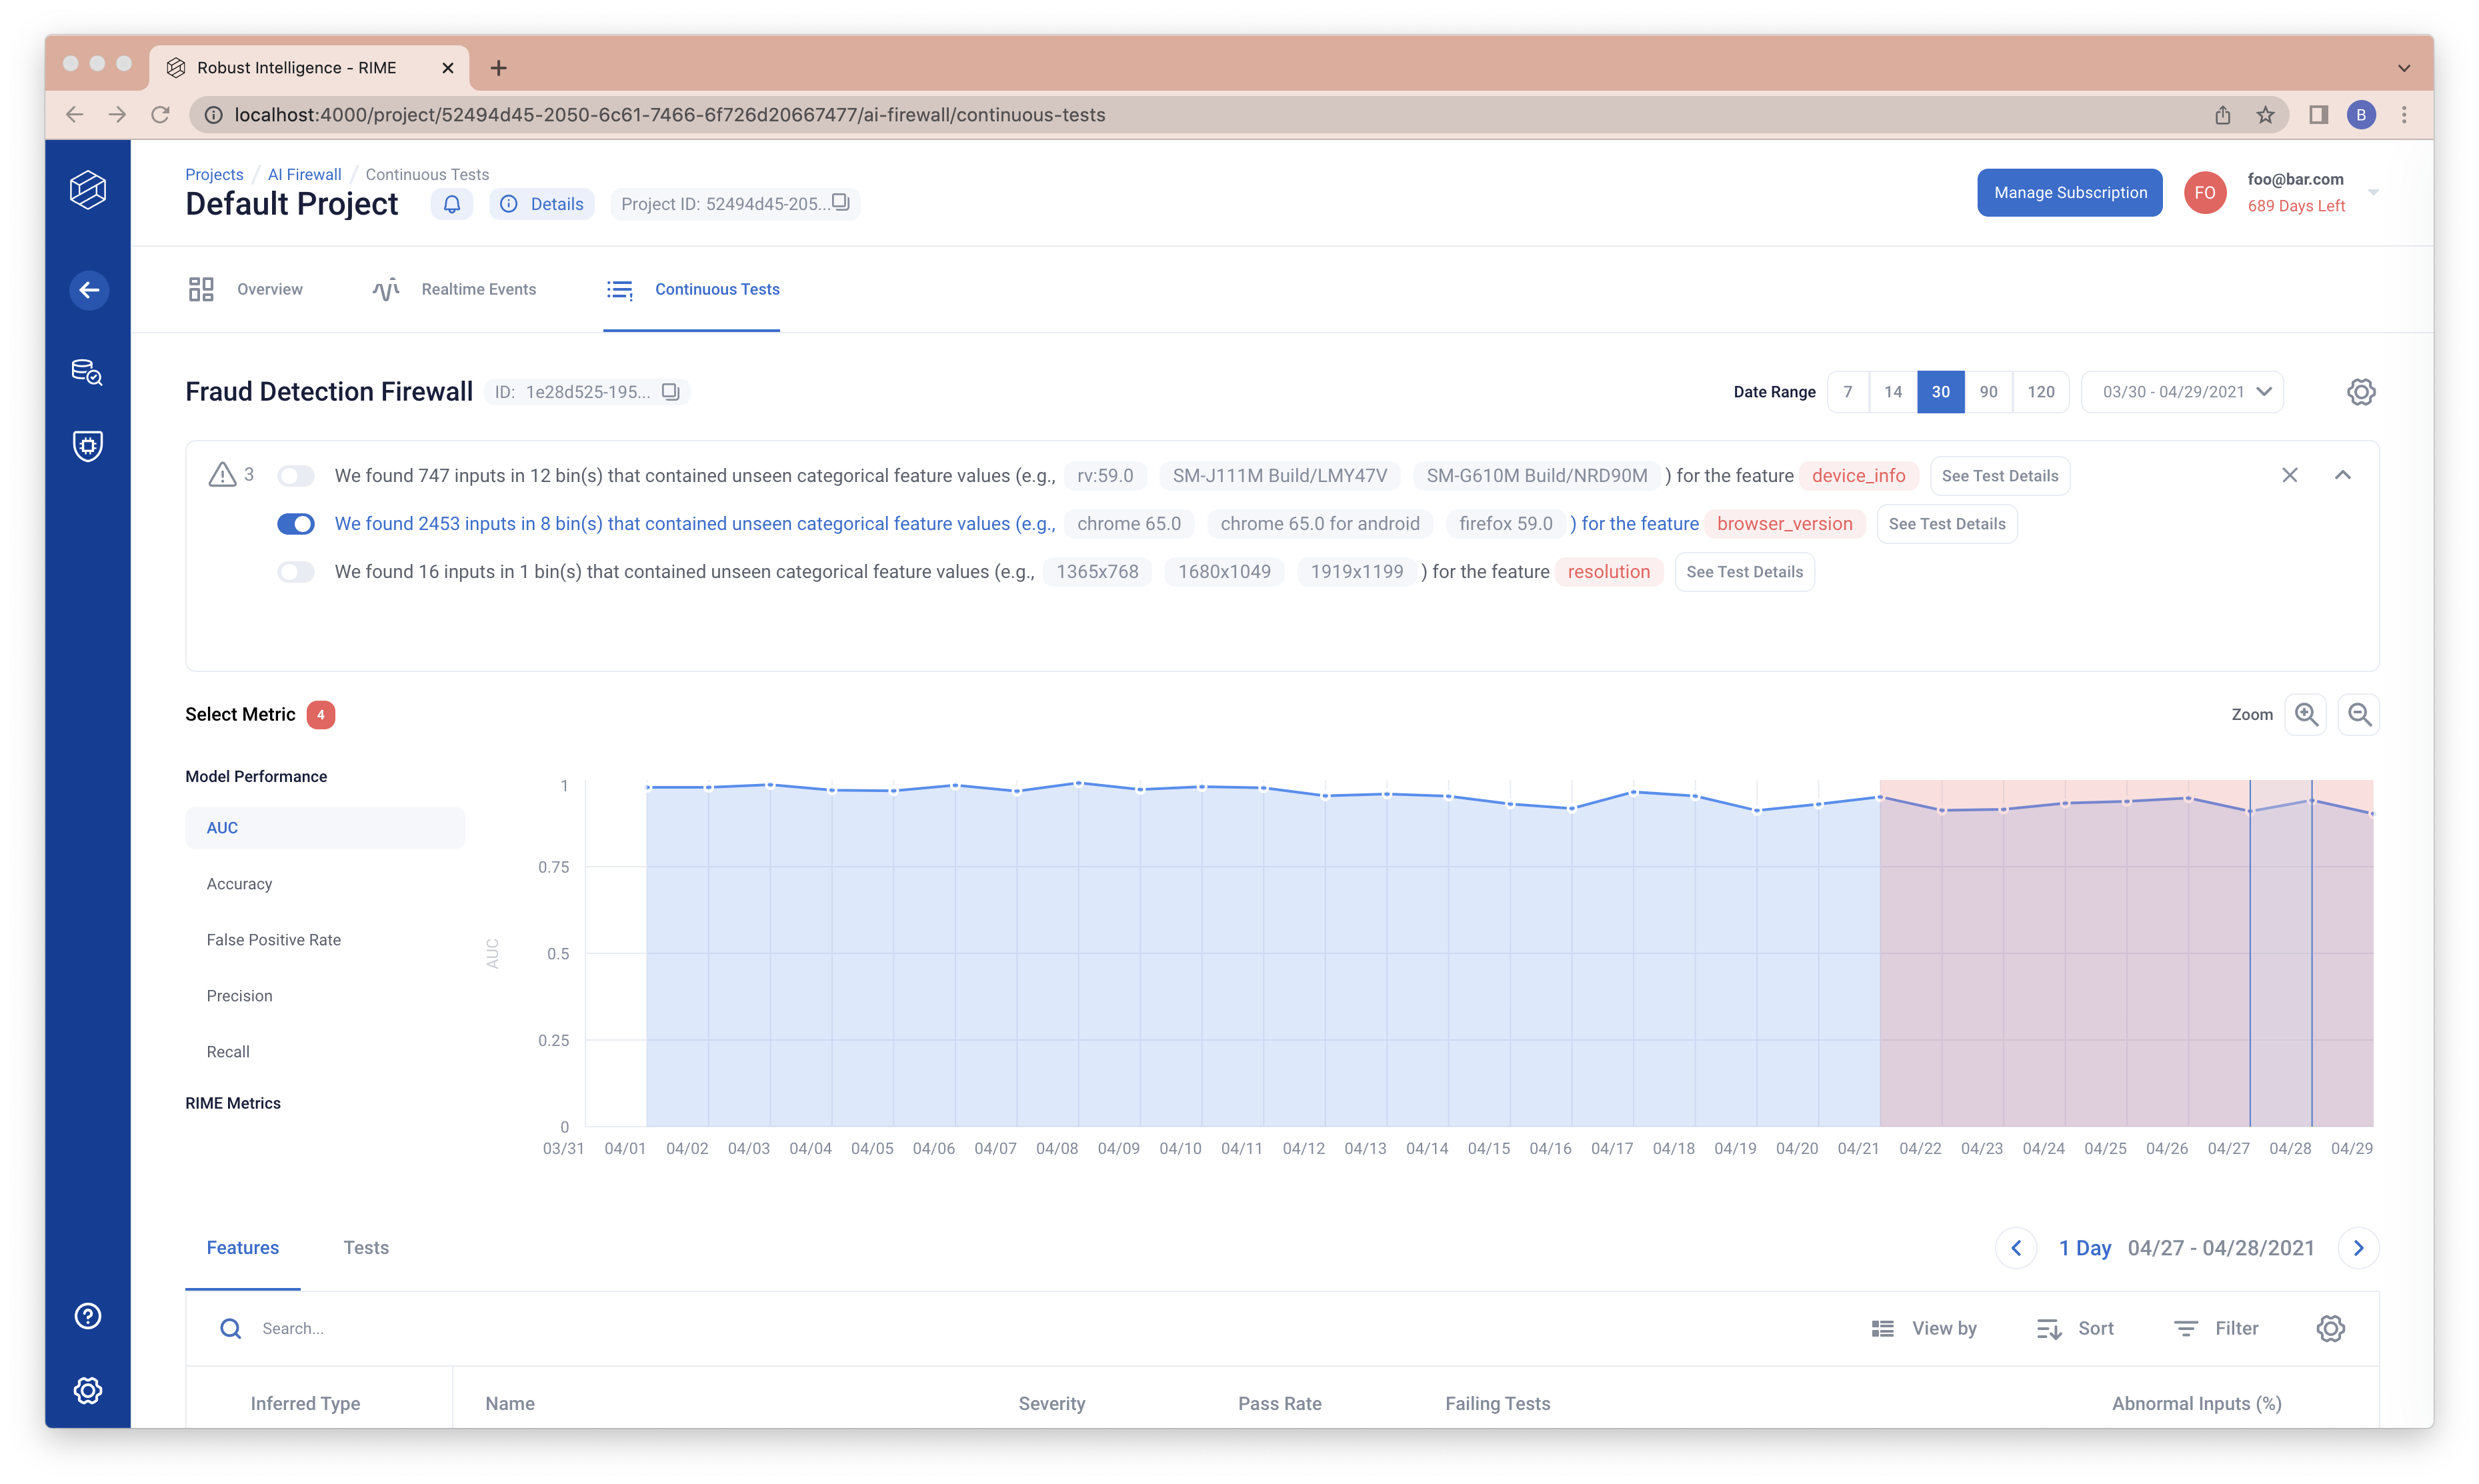 Robust Intelligence - RIME
localhost:4000/project/52494d45-2050-6c61-7466-6f726d20667477/ai-firewall/continuous-tests
B
Projects / AI Firewall / Continuous Tests
Default Project Details Project ID: 52494d45-205...
Manage Subscription FO foo@bar.com
689 Days Left
Overview Realtime Events Continuous Tests
Fraud Detection Firewall ID: 1e28d525-195... Date Range 7 14 30 90 120 03/30 - 04/29/2021
3 We found 747 inputs in 12 bin(s) that contained unseen categorical feature values (e.g., rv:59.0 SM-J111M Build/LMY47V SM-G610M Build/NRD90M ) for the feature device_info See Test Details
We found 2453 inputs in 8 bin(s) that contained unseen categorical feature values (e.g., chrome 65.0 chrome 65.0 for android firefox 59.0 ) for the feature browser_version See Test Details
We found 16 inputs in 1 bin(s) that contained unseen categorical feature values (e.g., 1365x768 1680x1049 1919x1199 ) for the feature resolution See Test Details
Select Metric 4 Zoom
Model Performance
AUC
Accuracy
False Positive Rate
Precision
Recall
RIME Metrics
AUC
1
0.75
0.5
0.25
0
03/31 04/01 04/02 04/03 04/04 04/05 04/06 04/07 04/08 04/09 04/10 04/11 04/12 04/13 04/14 04/15 04/16 04/17 04/18 04/19 04/20 04/21 04/22 04/23 04/24 04/25 04/26 04/27 04/28 04/29
Features Tests 1 Day 04/27 - 04/28/2021
Search... View by Sort Filter
Inferred Type Name Severity Pass Rate Failing Tests Abnormal Inputs (%)